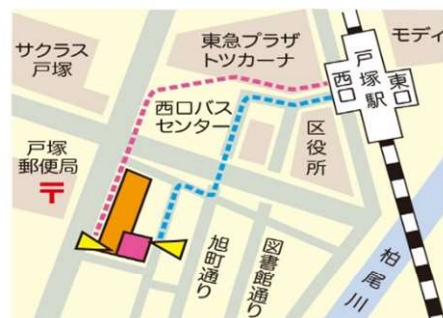 サクラス
戸塚
東急プラザ
トツカーナ
モディ
戸塚駅
西口
東口
西口バス
センター
区役所
戸塚
郵便局
〒
旭町通り
図書館通り
柏尾川